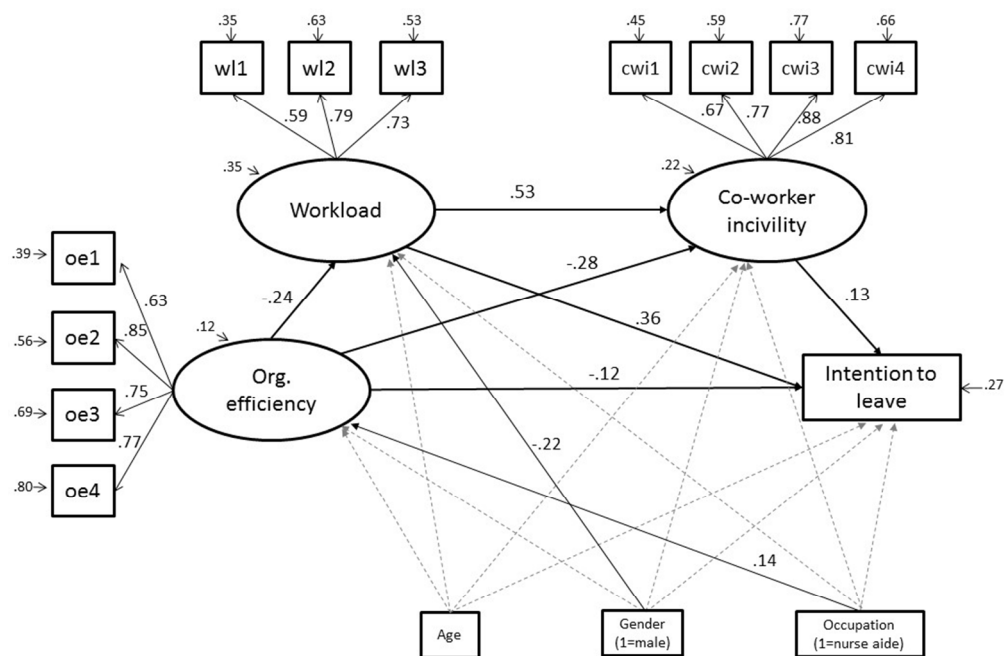 .35
.63
.53
.45
.59
.77
.66
wl1
wl2
wl3
cwi1
cwi2
cwi3
cwi4
.59
.79
.73
.67
.77
.88
.81
.35
.22
Workload
.53
Co-worker
incivility
.39
oe1
.63
-.24
-.28
.13
.56
oe2
.85
.12
.36
.69
oe3
.75
Org.
efficiency
-.12
Intention to
leave
.27
.80
oe4
.77
-.22
.14
Age
Gender
(1=male)
Occupation
(1=nurse aide)